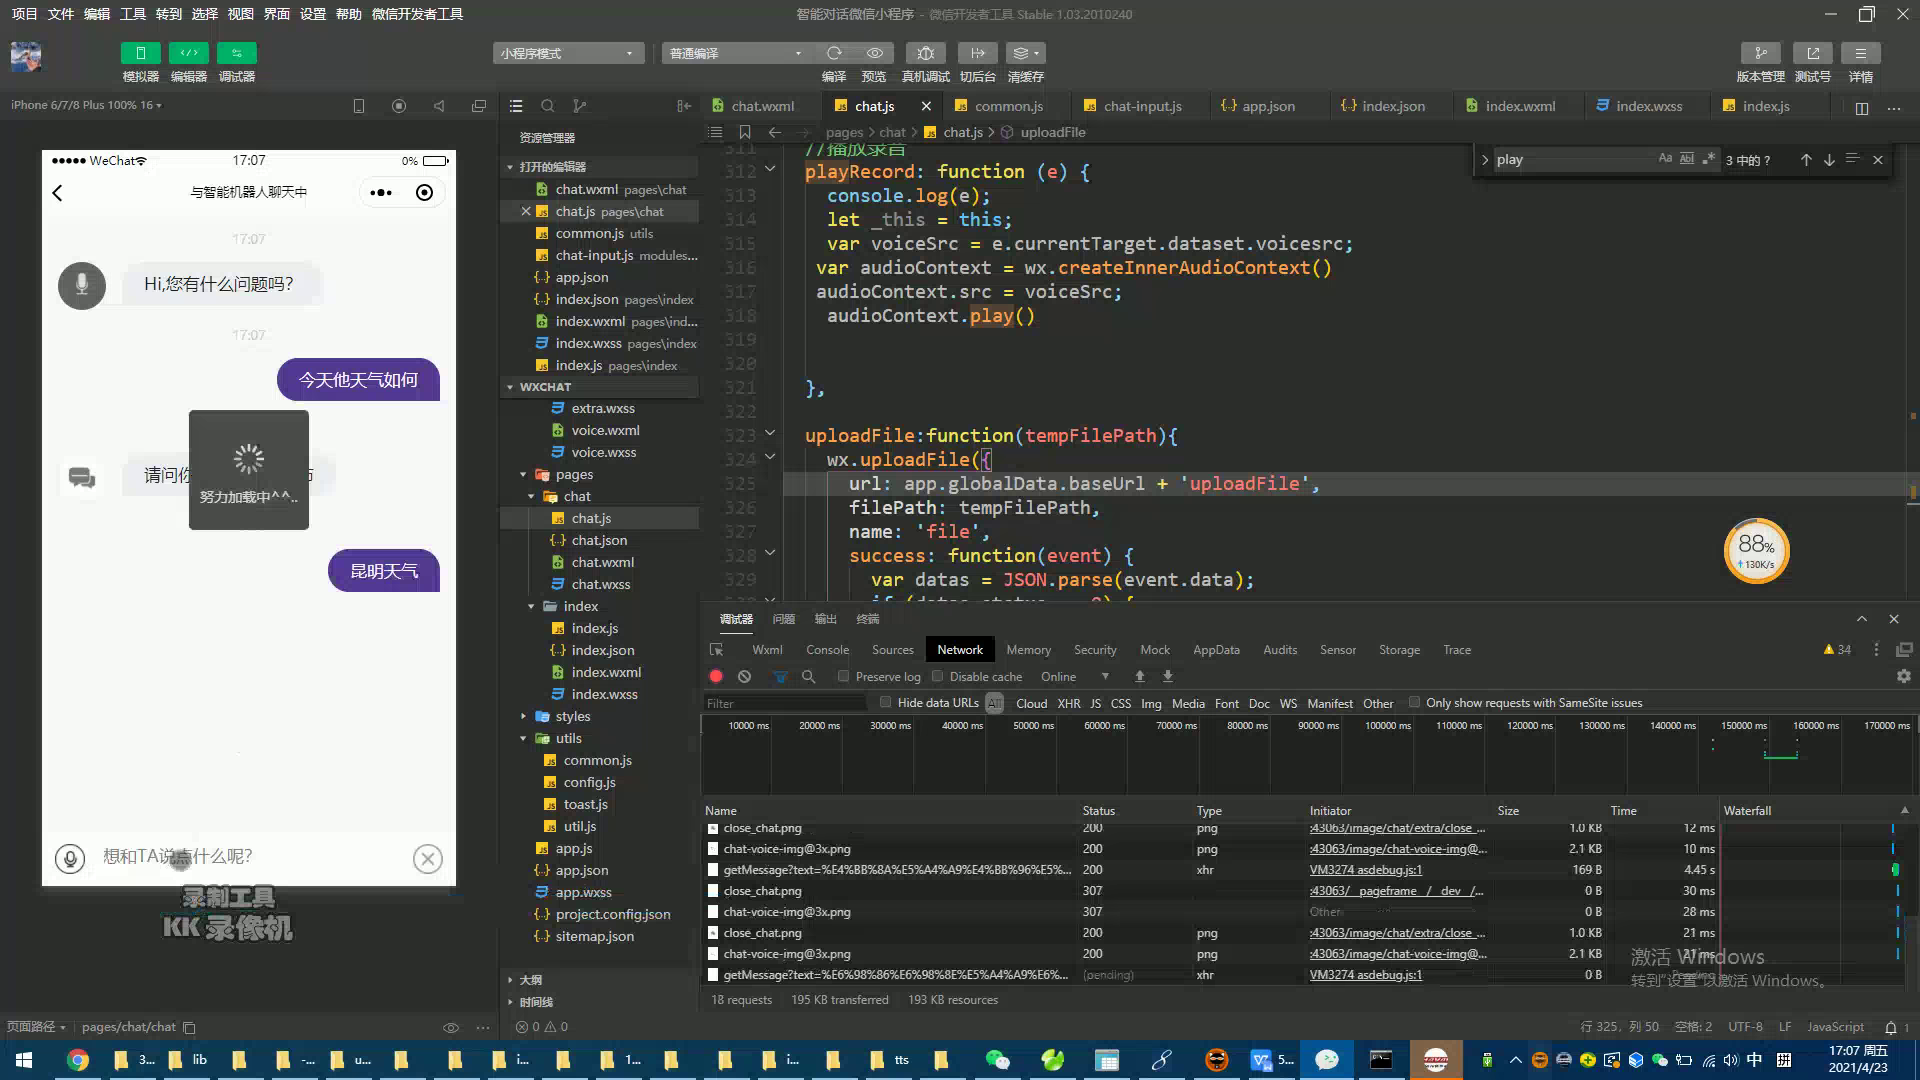 项目 文件 编辑 工具 转到 选择 视图 界面 设置 帮助 微信开发者工具
智能对话微信小程序 - 微信开发者工具 Stable 1.03.2010240
模拟器 编辑器 调试器
小程序模式
普通编译
编译 预览 真机调试 切后台 清缓存
版本管理 测试号 详情
iPhone 6/7/8 Plus 100% 16
WeChat
17:07
0%
与智能机器人聊天中
17:07
Hi,您有什么问题吗?
17:07
今天他天气如何
请问你
努力加载中^^..
昆明天气
想和TA说点什么呢?
录制工具
KK 录像机
页面路径 pages/chat/chat
资源管理器
打开的编辑器
chat.wxml pages\chat
chat.js pages\chat
common.js utils
chat-input.js modules...
app.json
index.json pages\index
index.wxml pages\ind...
index.wxss pages\index
index.js pages\index
WXCHAT
extra.wxss
voice.wxml
voice.wxss
pages
chat
chat.js
chat.json
chat.wxml
chat.wxss
index
index.js
index.json
index.wxml
index.wxss
styles
utils
common.js
config.js
toast.js
util.js
app.js
app.json
app.wxss
project.config.json
sitemap.json
大纲
时间线
0 0
chat.wxml chat.js common.js chat-input.js app.json index.json index.wxml index.wxss index.js
pages > chat > chat.js > uploadFile
play
Aa Abl .*
3 中的 ?
311 //播放录音
312 playRecord: function (e) {
313 console.log(e);
314 let _this = this;
315 var voiceSrc = e.currentTarget.dataset.voicesrc;
316 var audioContext = wx.createInnerAudioContext()
317 audioContext.src = voiceSrc;
318 audioContext.play()
319
320
321 },
322
323 uploadFile:function(tempFilePath){
324 wx.uploadFile({
325 url: app.globalData.baseUrl + 'uploadFile',
326 filePath: tempFilePath,
327 name: 'file',
328 success: function(event) {
329 var datas = JSON.parse(event.data);
88%
130K/s
调试器 问题 输出 终端
Wxml Console Sources Network Memory Security Mock AppData Audits Sensor Storage Trace
34
Preserve log Disable cache Online
Filter Hide data URLs All Cloud XHR JS CSS Img Media Font Doc WS Manifest Other Only show requests with SameSite issues
10000 ms 20000 ms 30000 ms 40000 ms 50000 ms 60000 ms 70000 ms 80000 ms 90000 ms 100000 ms 110000 ms 120000 ms 130000 ms 140000 ms 150000 ms 160000 ms 170000 ms
Name Status Type Initiator Size Time Waterfall
close_chat.png 200 png :43063/image/chat/extra/close_... 1.0 KB 12 ms
chat-voice-img@3x.png 200 png :43063/image/chat-voice-img@... 2.1 KB 10 ms
getMessage?text=%E4%BB%8A%E5%A4%A9%E4%BB%96%E5%... 200 xhr VM3274 asdebug.js:1 169 B 4.45 s
close_chat.png 307 :43063/__pageframe__/__dev__/... 0 B 30 ms
chat-voice-img@3x.png 307 Other 0 B 28 ms
close_chat.png 200 png :43063/image/chat/extra/close_... 1.0 KB 21 ms
chat-voice-img@3x.png 200 png :43063/image/chat-voice-img@... 2.1 KB 21 ms
getMessage?text=%E6%98%86%E6%98%8E%E5%A4%A9%E6%... (pending) xhr VM3274 asdebug.js:1 0 B Pending
18 requests 195 KB transferred 193 KB resources
激活 Windows
转到"设置"以激活 Windows。
行 325，列 50 空格: 2 UTF-8 LF JavaScript 1
3... lib -... u... i... 1... i... tts 5...
中
17:07 周五
2021/4/23